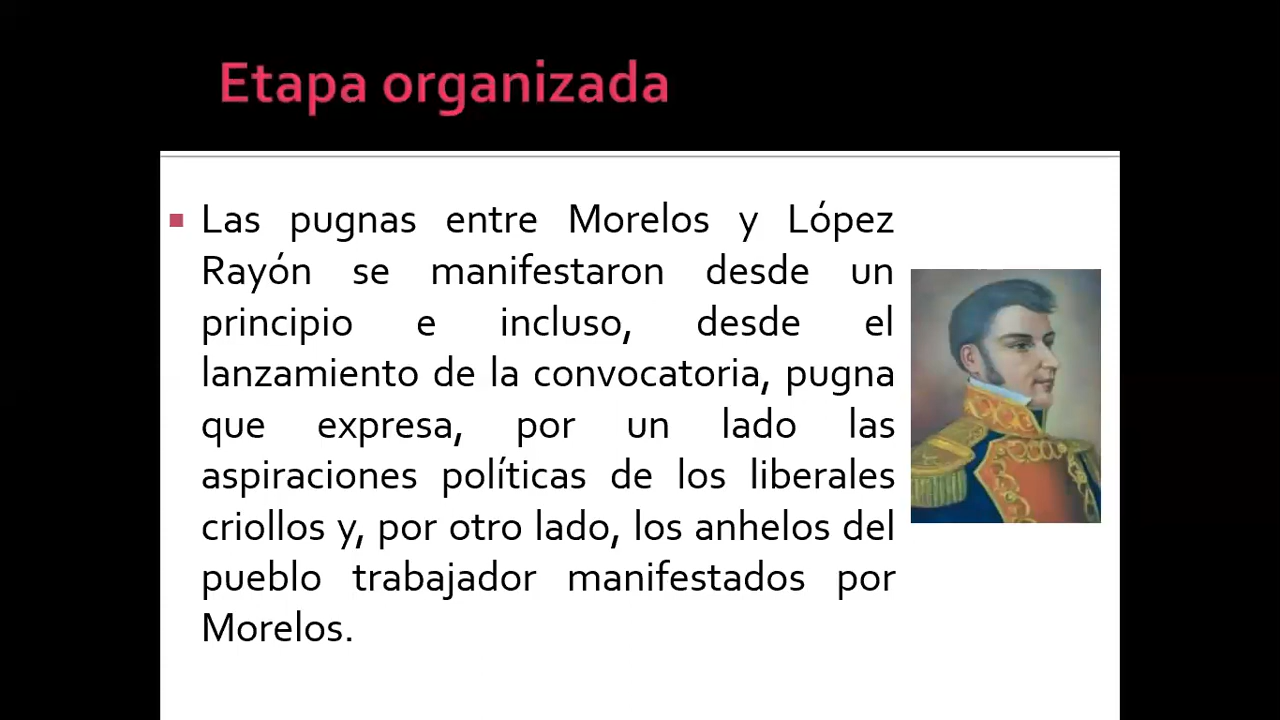 Etapa organizada
Las pugnas entre Morelos y López
Rayón se manifestaron desde un
principio e incluso, desde el
lanzamiento de la convocatoria, pugna
que expresa, por un lado las
aspiraciones políticas de los liberales
criollos y, por otro lado, los anhelos del
pueblo trabajador manifestados por
Morelos.